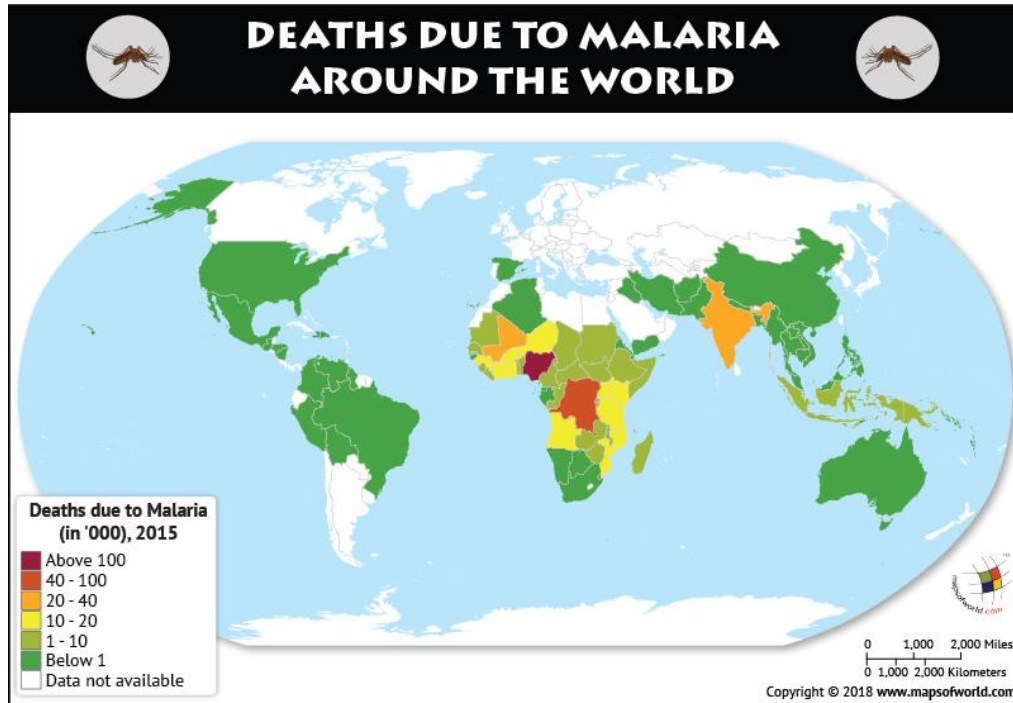 DEATHS DUE TO MALARIA
AROUND THE WORLD
Deaths due to Malaria
(in '000), 2015
Above 100
40 - 100
20 - 40
10 - 20
1 - 10
Below 1
Data not available
mapsofworld.com
0 1,000 2,000 Miles
0 1,000 2,000 Kilometers
Copyright © 2018 www.mapsofworld.com